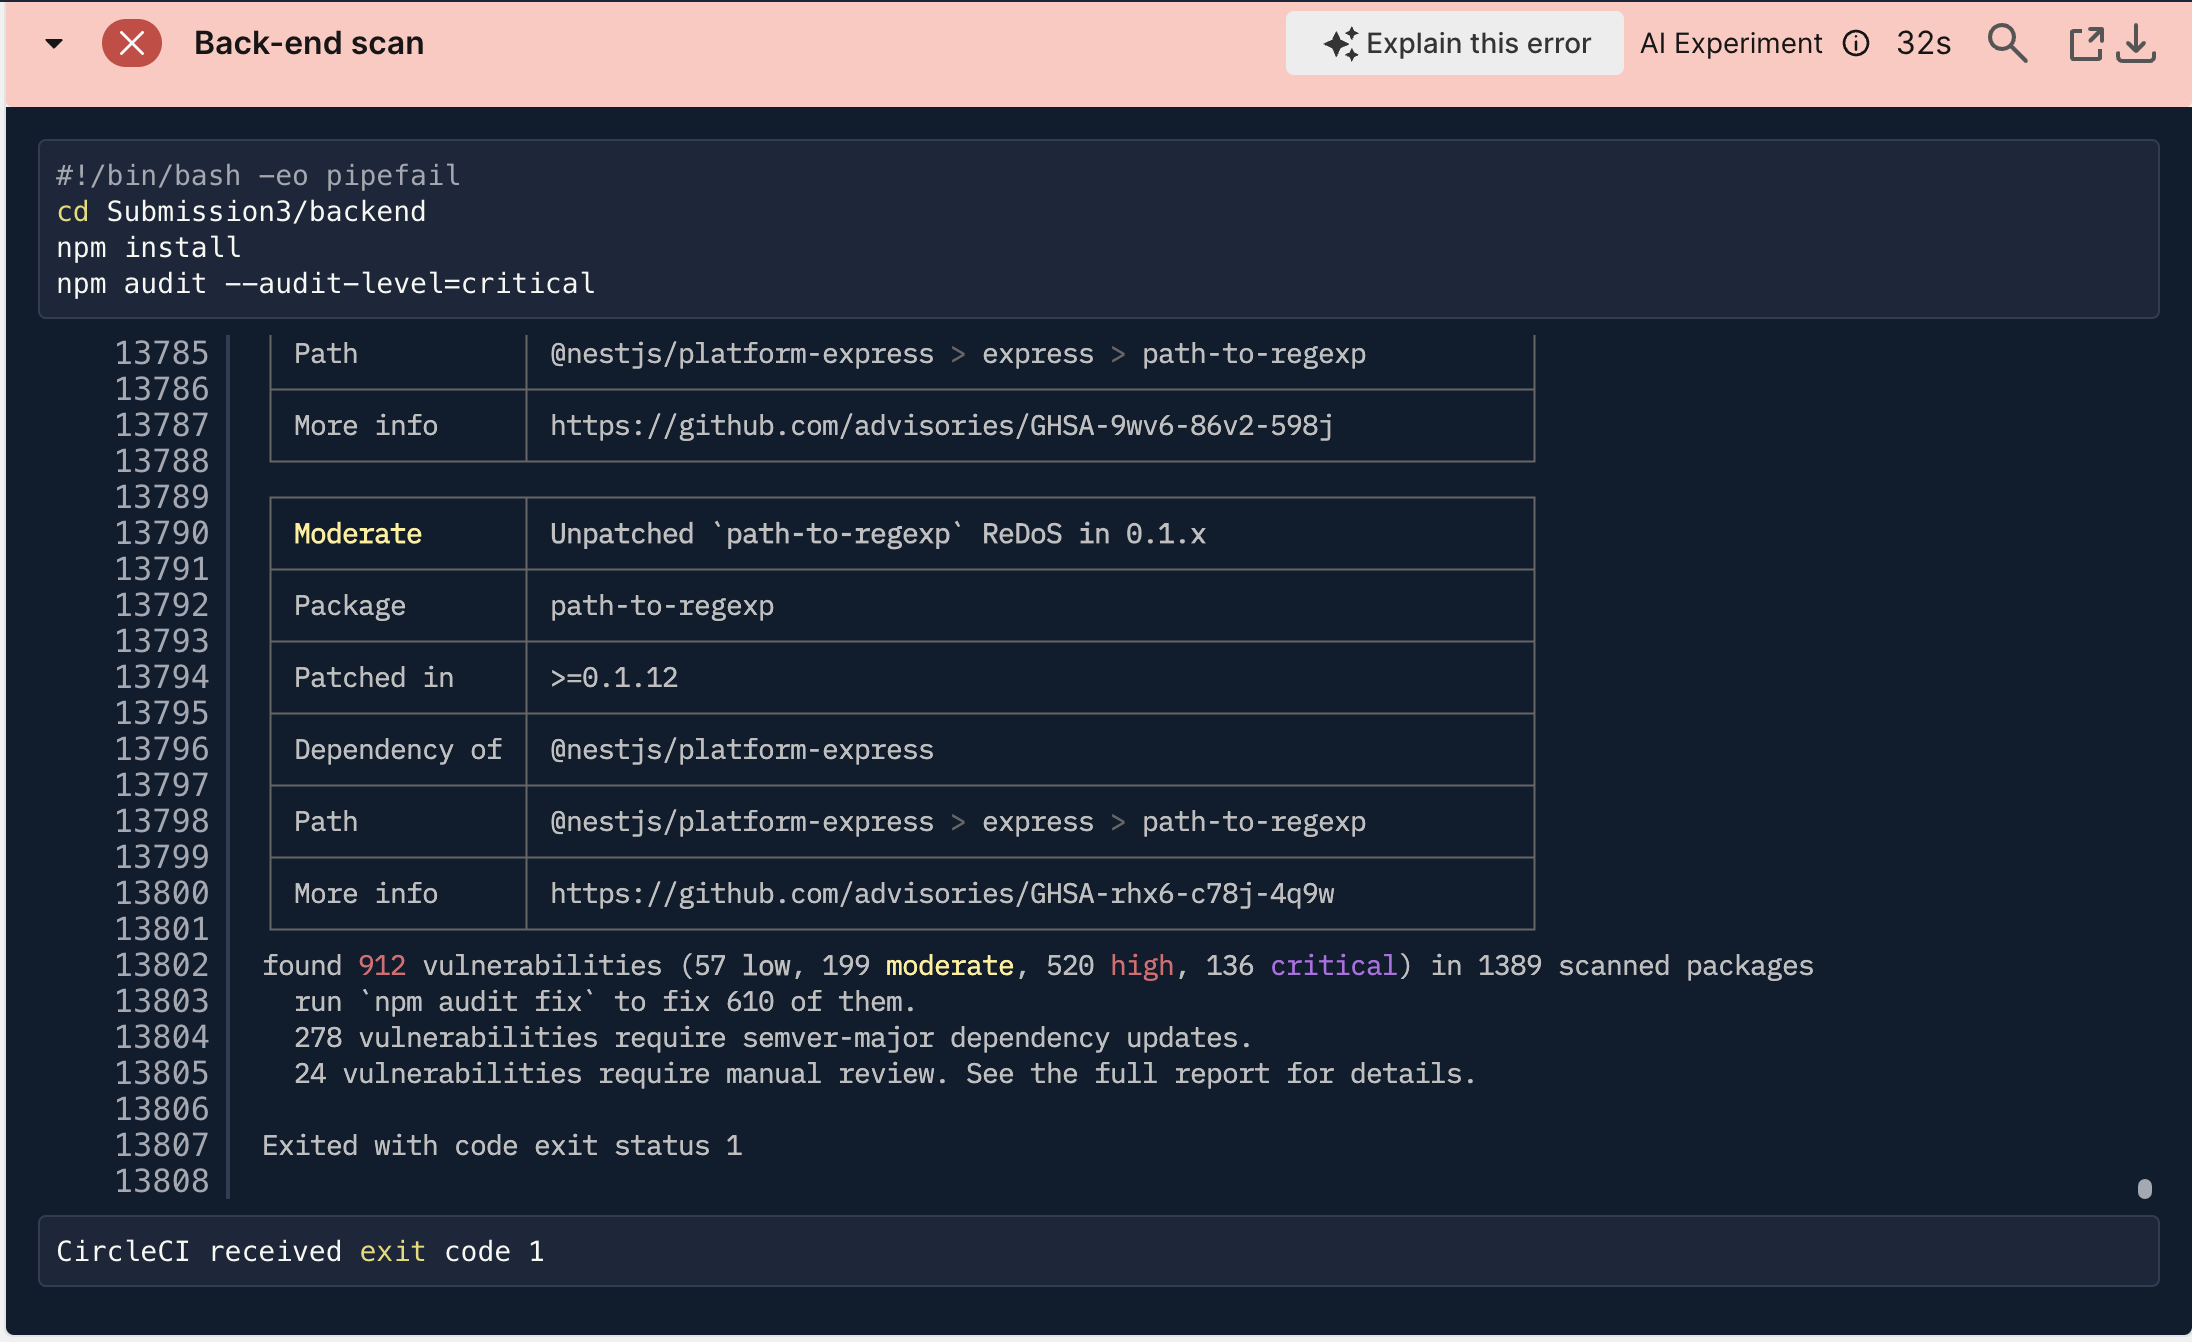 Back-end scan
Explain this error
AI Experiment
32s
#!/bin/bash -eo pipefail
cd Submission3/backend
npm install
npm audit --audit-level=critical
13785 Path @nestjs/platform-express > express > path-to-regexp
13786
13787 More info https://github.com/advisories/GHSA-9wv6-86v2-598j
13788
13789
13790 Moderate Unpatched `path-to-regexp` ReDoS in 0.1.x
13791
13792 Package path-to-regexp
13793
13794 Patched in >=0.1.12
13795
13796 Dependency of @nestjs/platform-express
13797
13798 Path @nestjs/platform-express > express > path-to-regexp
13799
13800 More info https://github.com/advisories/GHSA-rhx6-c78j-4q9w
13801
13802 found 912 vulnerabilities (57 low, 199 moderate, 520 high, 136 critical) in 1389 scanned packages
13803 run `npm audit fix` to fix 610 of them.
13804 278 vulnerabilities require semver-major dependency updates.
13805 24 vulnerabilities require manual review. See the full report for details.
13806
13807 Exited with code exit status 1
13808
CircleCI received exit code 1